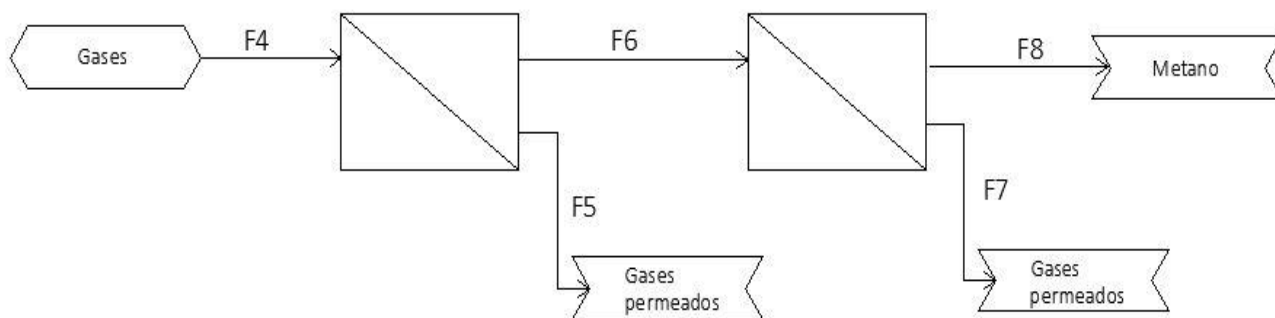 Gases
F4
F6
F8
Metano
F5
F7
Gases
permeados
Gases
permeados